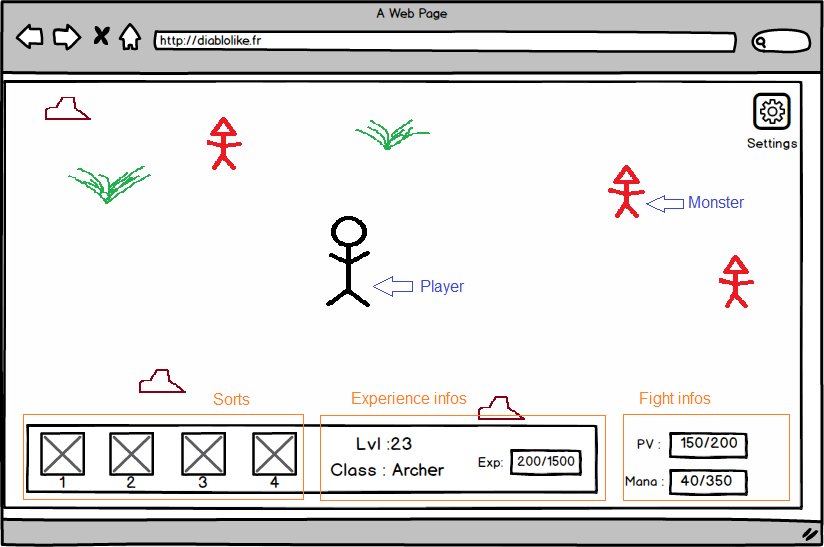 A Web Page
http://diablolike.fr
Settings
Monster
Player
Sorts
Experience infos
Fight infos
Lvl :23
Class : Archer
Exp: 200/1500
PV : 150/200
Mana : 40/350
1 2 3 4